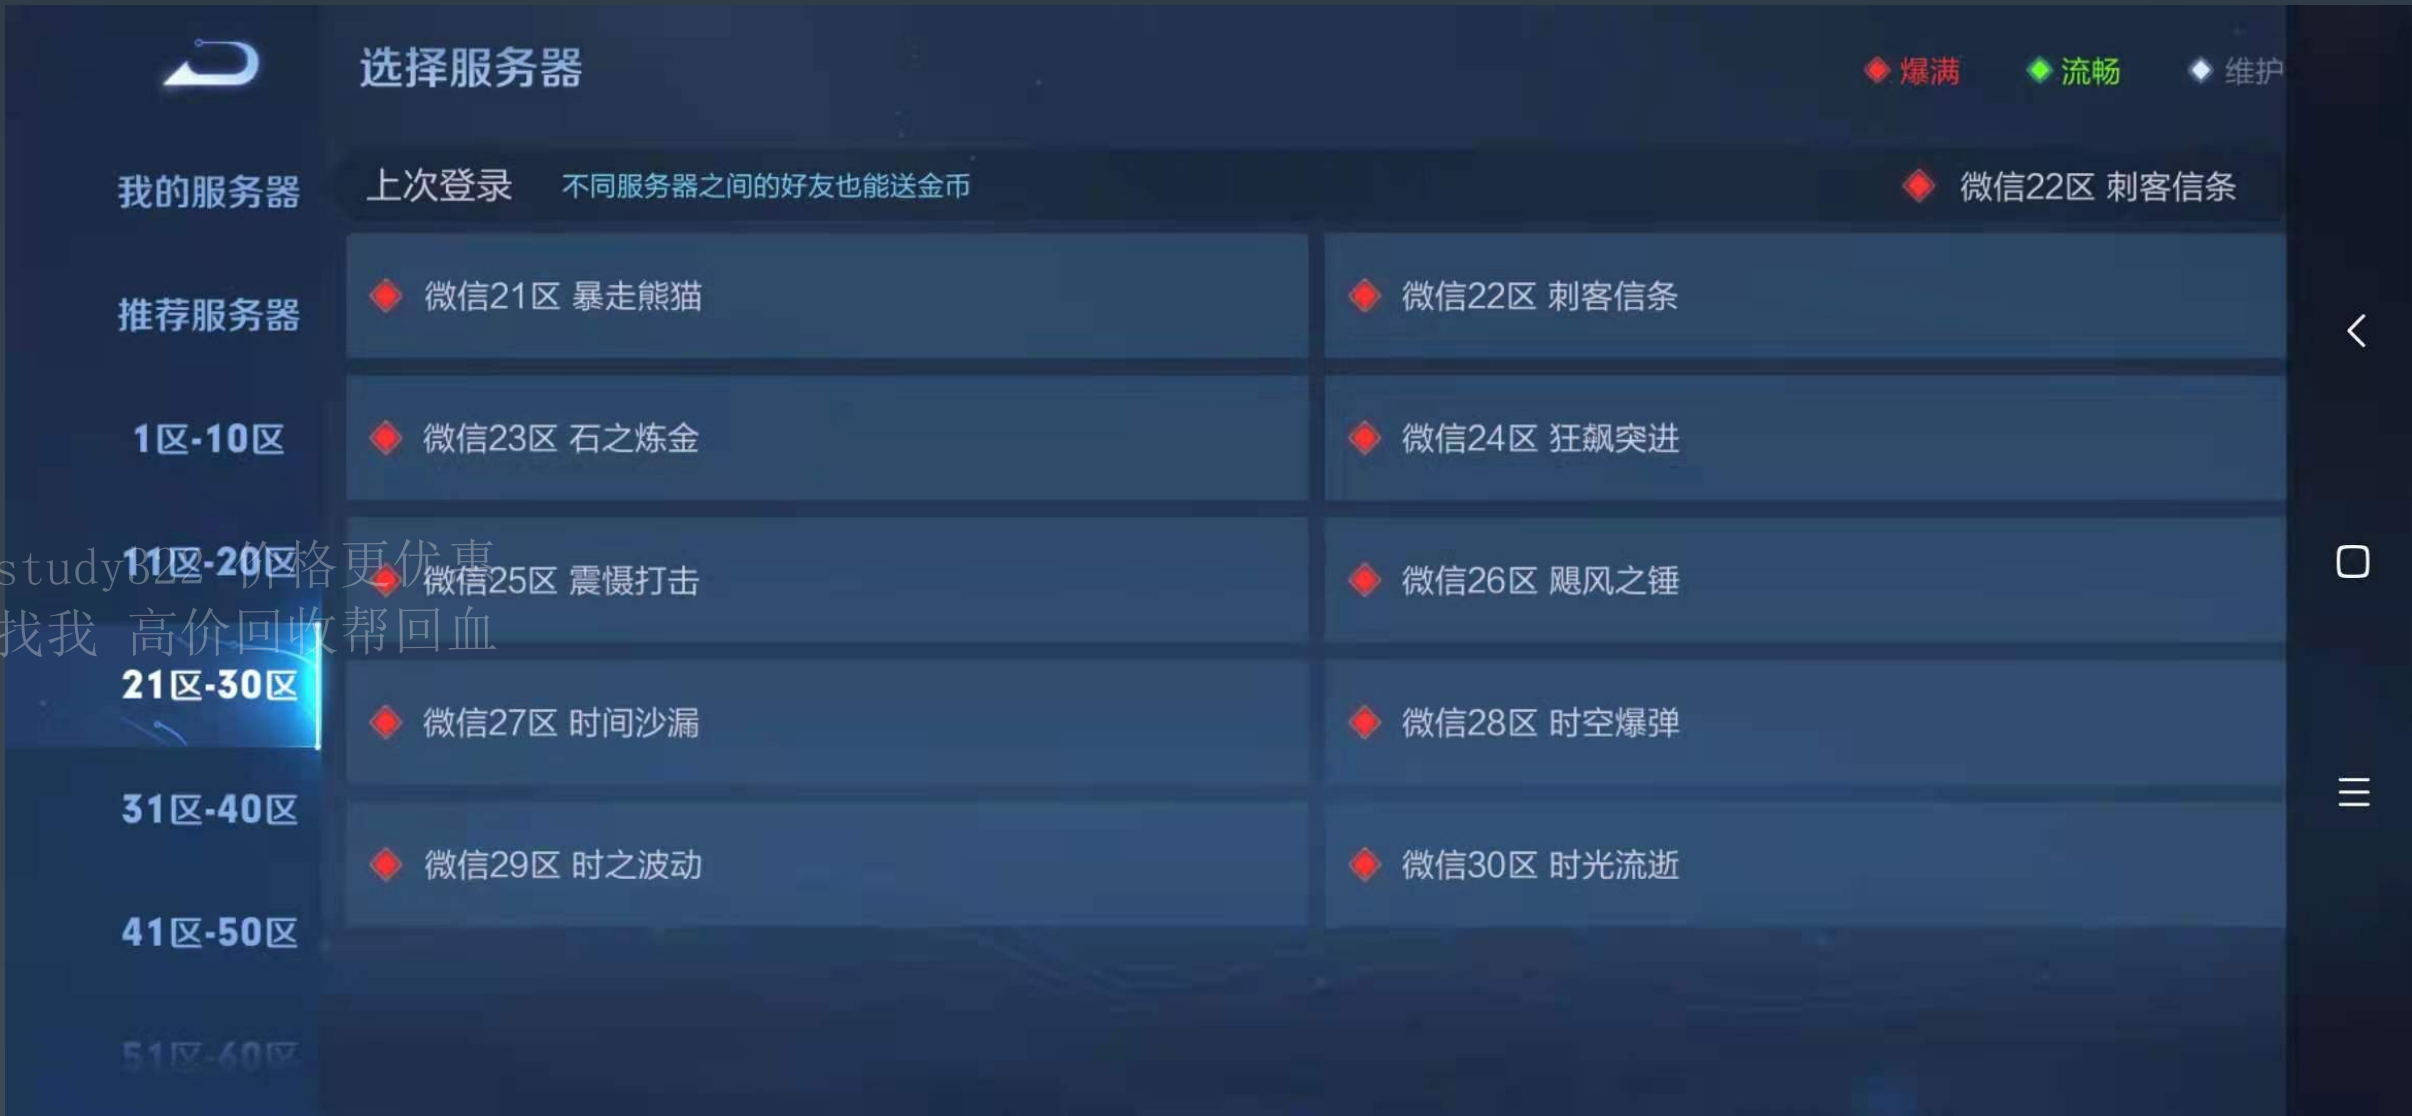 选择服务器
爆满 流畅 维护
我的服务器
推荐服务器
1区-10区
11区-20区
21区-30区
31区-40区
41区-50区
51区-60区
上次登录 不同服务器之间的好友也能送金币 微信22区 刺客信条
微信21区 暴走熊猫
微信22区 刺客信条
微信23区 石之炼金
微信24区 狂飙突进
微信25区 震慑打击
微信26区 飓风之锤
微信27区 时间沙漏
微信28区 时空爆弹
微信29区 时之波动
微信30区 时光流逝
study322 价格更优惠
找我 高价回收帮回血